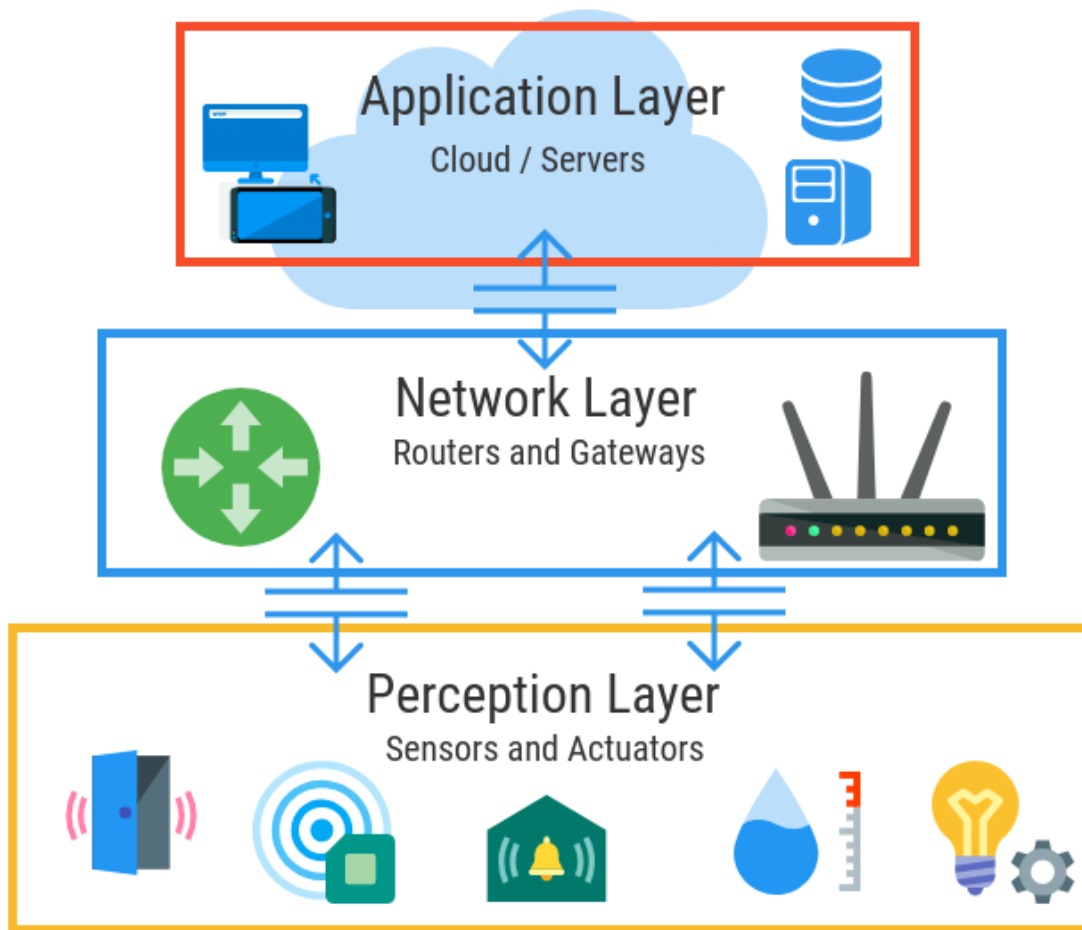 Application Layer
Cloud / Servers
Network Layer
Routers and Gateways
Perception Layer
Sensors and Actuators